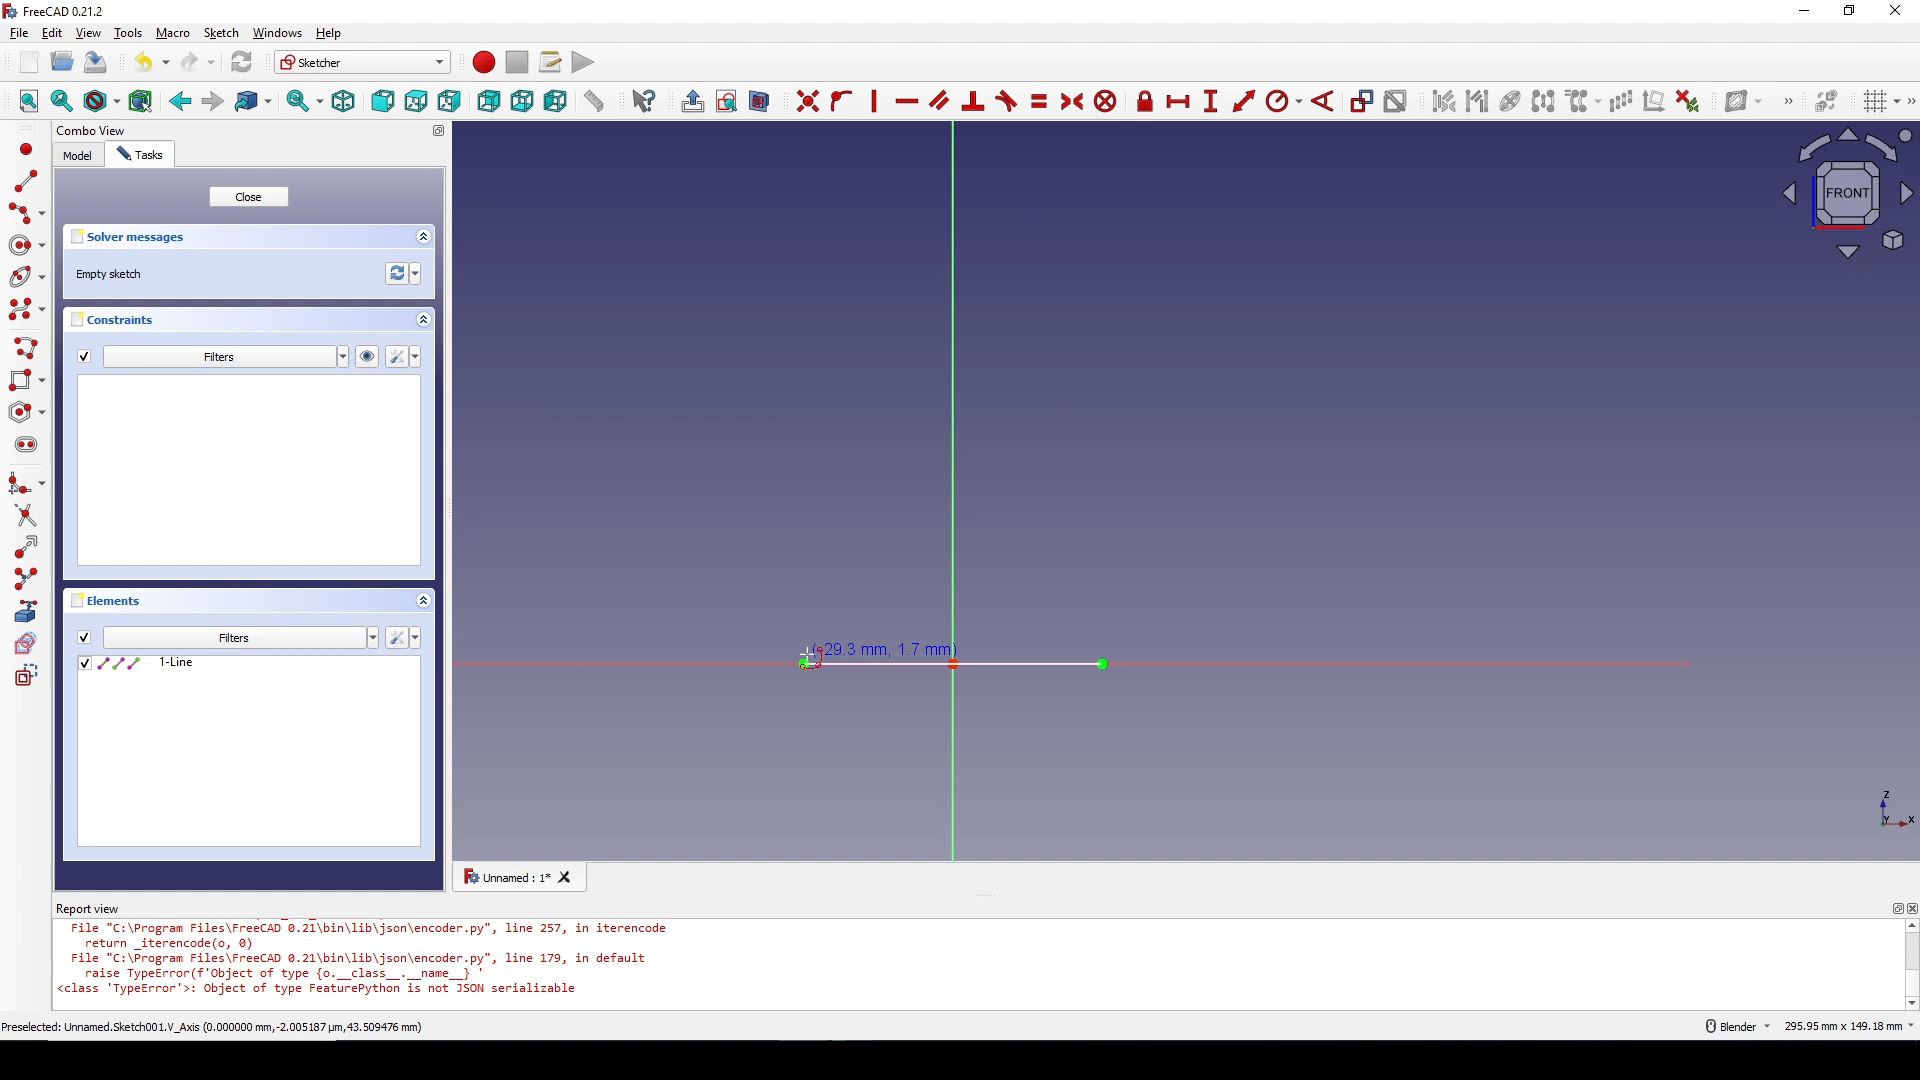 FreeCAD 0.21.2
File Edit View Tools Macro Sketch Windows Help
Sketcher
Combo View
Model Tasks
Close
Solver messages
Empty sketch
Constraints
Filters
Elements
Filters
1-Line
29.3 mm, 1.7 mm)
FRONT
Z
Y X
Unnamed : 1*
Report view
File "C:\Program Files\FreeCAD 0.21\bin\lib\json\encoder.py", line 257, in iterencode
return _iterencode(o, 0)
File "C:\Program Files\FreeCAD 0.21\bin\lib\json\encoder.py", line 179, in default
raise TypeError(f'Object of type {o.__class__.__name__} '
<class 'TypeError'>: Object of type FeaturePython is not JSON serializable
Preselected: Unnamed.Sketch001.V_Axis (0.000000 mm,-2.005187 µm,43.509476 mm)
Blender 295.95 mm x 149.18 mm